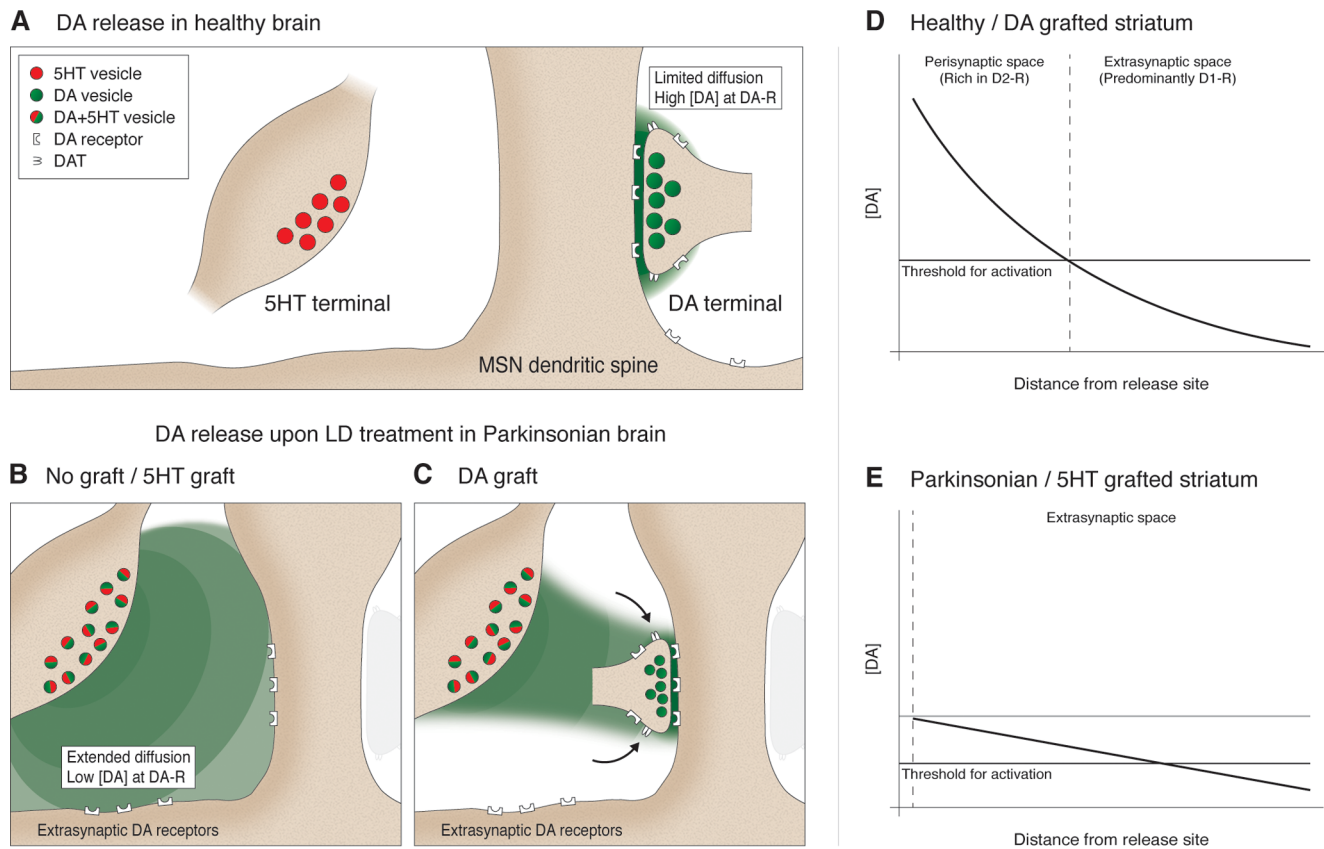 A DA release in healthy brain
5HT vesicle
DA vesicle
DA+5HT vesicle
DA receptor
DAT
Limited diffusion
High [DA] at DA-R
5HT terminal
DA terminal
MSN dendritic spine
DA release upon LD treatment in Parkinsonian brain
B No graft / 5HT graft
Extended diffusion
Low [DA] at DA-R
Extrasynaptic DA receptors
C DA graft
Extrasynaptic DA receptors
D Healthy / DA grafted striatum
Perisynaptic space
(Rich in D2-R)
Extrasynaptic space
(Predominantly D1-R)
[DA]
Threshold for activation
Distance from release site
E Parkinsonian / 5HT grafted striatum
Extrasynaptic space
[DA]
Threshold for activation
Distance from release site